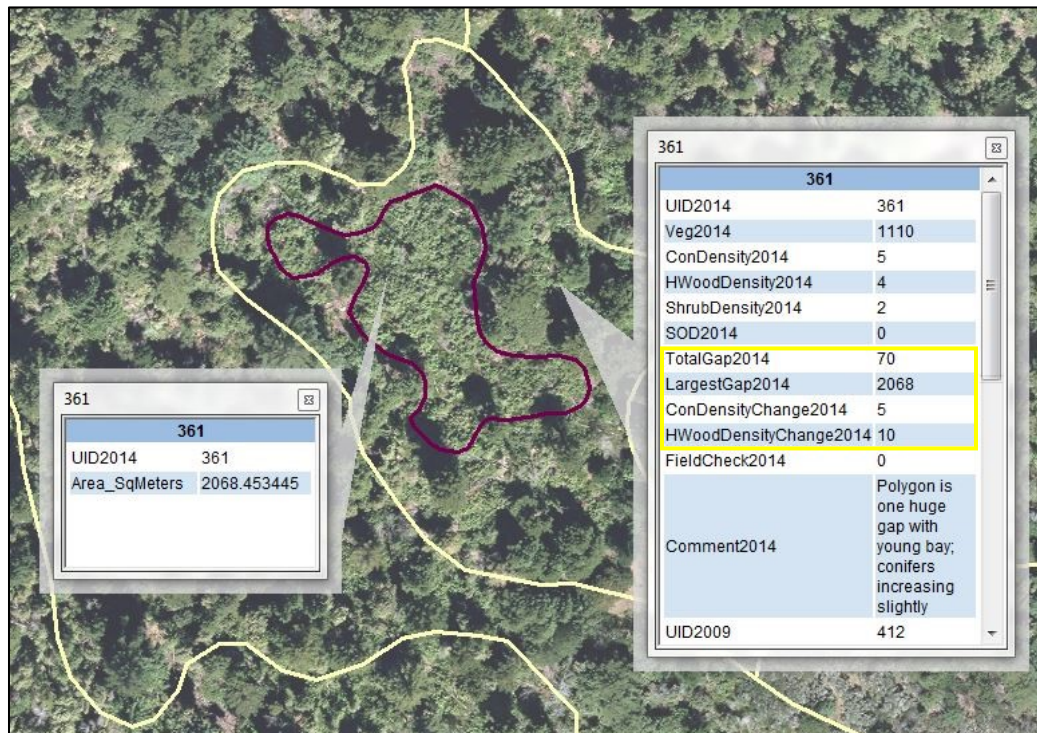 361
361
UID2014 361
Area_SqMeters 2068.453445
361
361
UID2014 361
Veg2014 1110
ConDensity2014 5
HWoodDensity2014 4
ShrubDensity2014 2
SOD2014 0
TotalGap2014 70
LargestGap2014 2068
ConDensityChange2014 5
HWoodDensityChange2014 10
FieldCheck2014 0
Comment2014
Polygon is
one huge
gap with
young bay;
conifers
increasing
slightly
UID2009 412